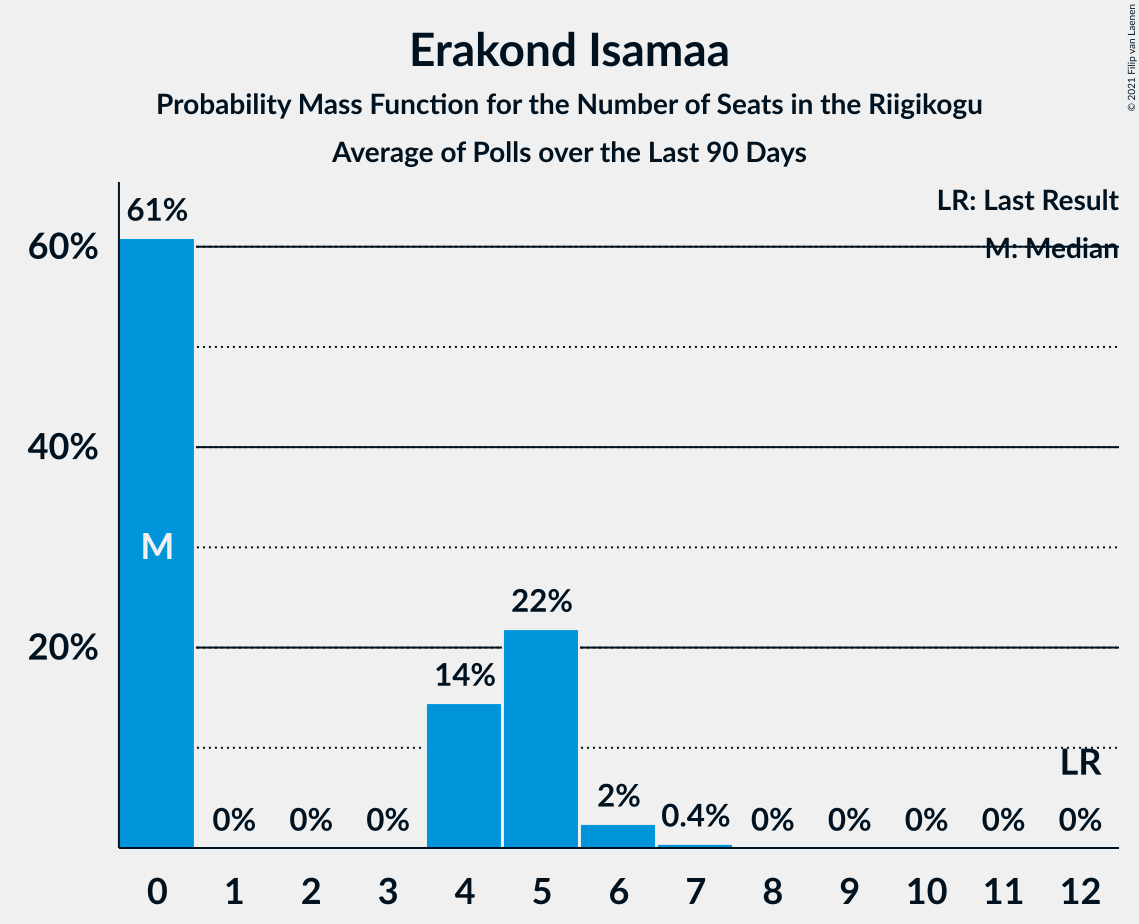 Erakond Isamaa
Probability Mass Function for the Number of Seats in the Riigikogu
Average of Polls over the Last 90 Days
© 2021 Filip van Laenen
LR: Last Result
M: Median
61%
60%
40%
M
22%
20%
14%
LR
2%
0.4%
0% 0% 0% 0% 0% 0% 0% 0%
0 1 2 3 4 5 6 7 8 9 10 11 12